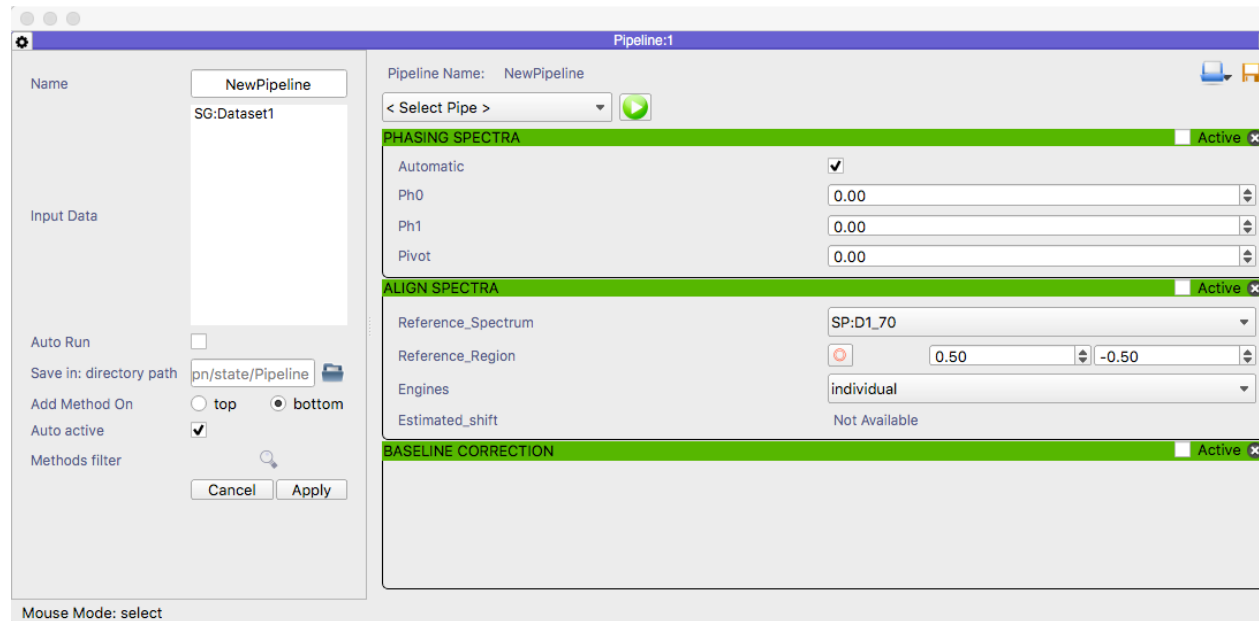 Pipeline:1
Name
NewPipeline
Input Data
SG:Dataset1
Auto Run
Save in: directory path
pn/state/Pipeline
Add Method On
top
bottom
Auto active
Methods filter
Cancel
Apply
Pipeline Name: NewPipeline
< Select Pipe >
PHASING SPECTRA
Active
Automatic
Ph0
0.00
Ph1
0.00
Pivot
0.00
ALIGN SPECTRA
Active
Reference_Spectrum
SP:D1_70
Reference_Region
0.50
-0.50
Engines
individual
Estimated_shift
Not Available
BASELINE CORRECTION
Active
Mouse Mode: select